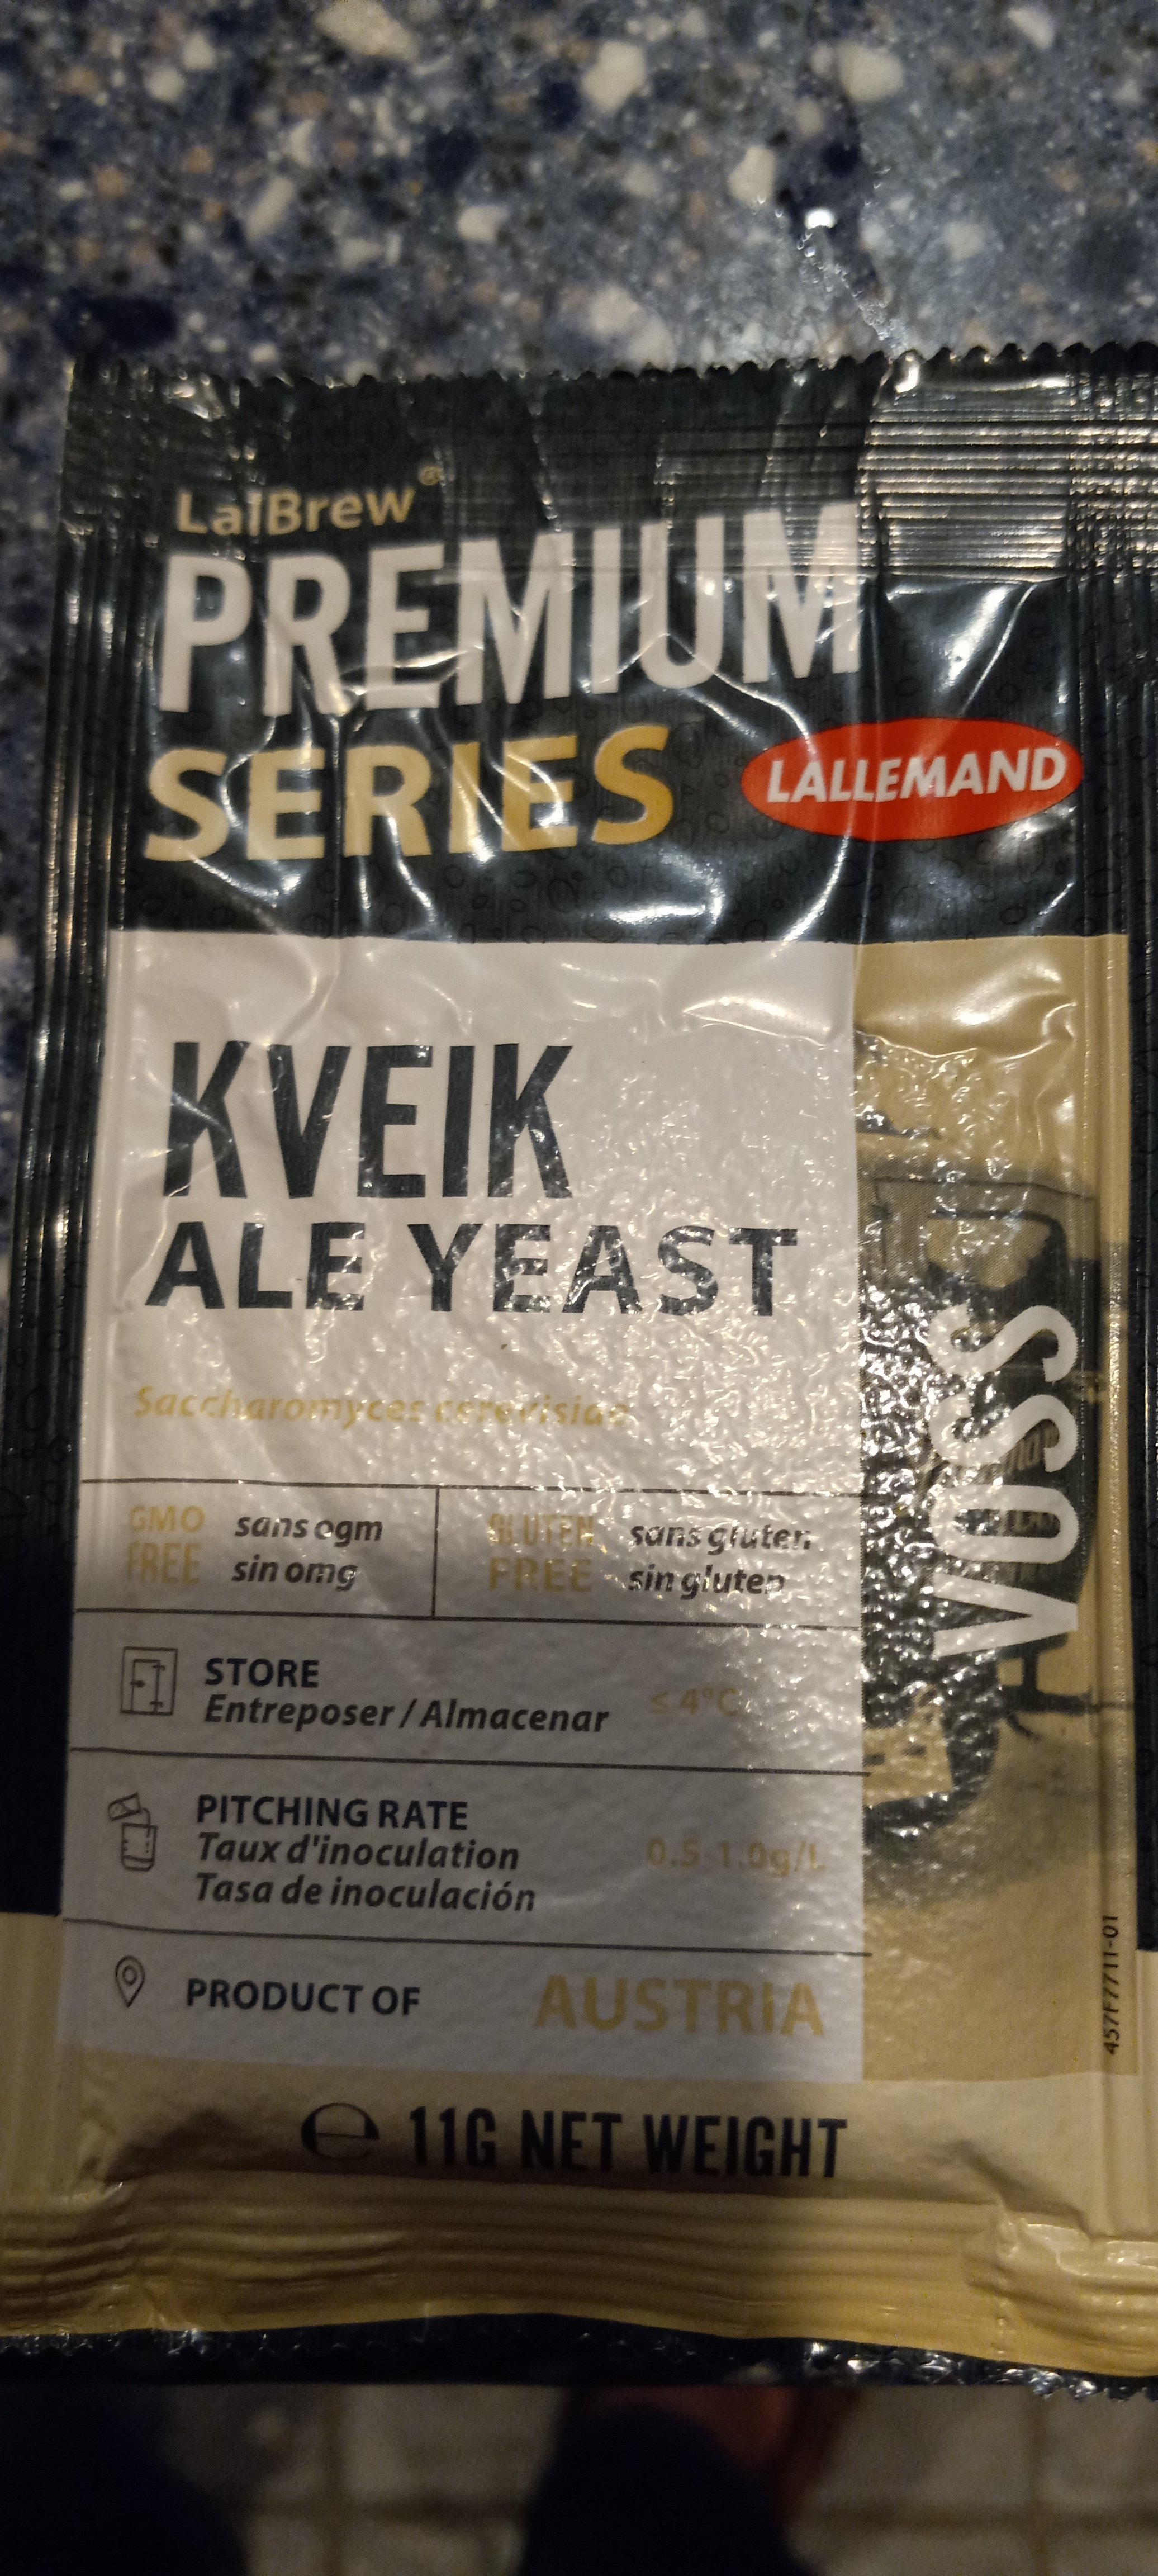 LalBrew®
PREMIUM
SERIES
LALLEMAND
KVEIK
ALE YEAST
Saccharomyces cerevisiae
GMO
FREE
sans ogm
sin omg
GLUTEN
FREE
sans gluten
sin gluten
VOSS
STORE
Entreposer / Almacenar
≤ 4°C
PITCHING RATE
Taux d'inoculation
Tasa de inoculación
0.5 1.0g/L
PRODUCT OF
AUSTRIA
457F7711-01
℮ 11G NET WEIGHT